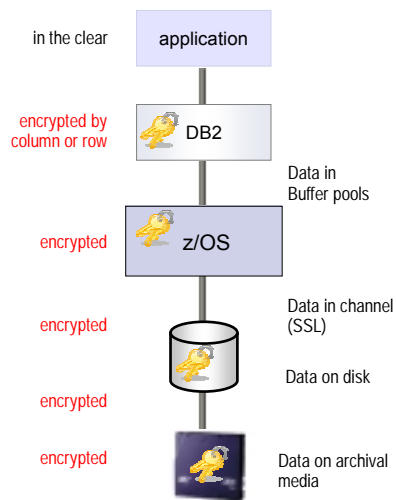 in the clear
application
encrypted by
column or row
DB2
Data in
Buffer pools
encrypted
z/OS
Data in channel
(SSL)
encrypted
Data on disk
encrypted
encrypted
Data on archival
media